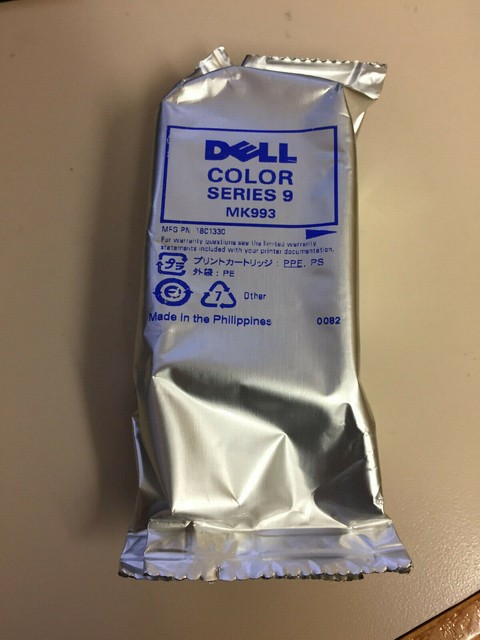 DELL
COLOR
SERIES 9
MK993
MFG PN: 18C1330
For warranty questions see the limited warranty
statements included with your printer documentation.
プラ プリントカートリッジ：PPE, PS
外袋：PE
7 Other
Made in the Philippines 0082